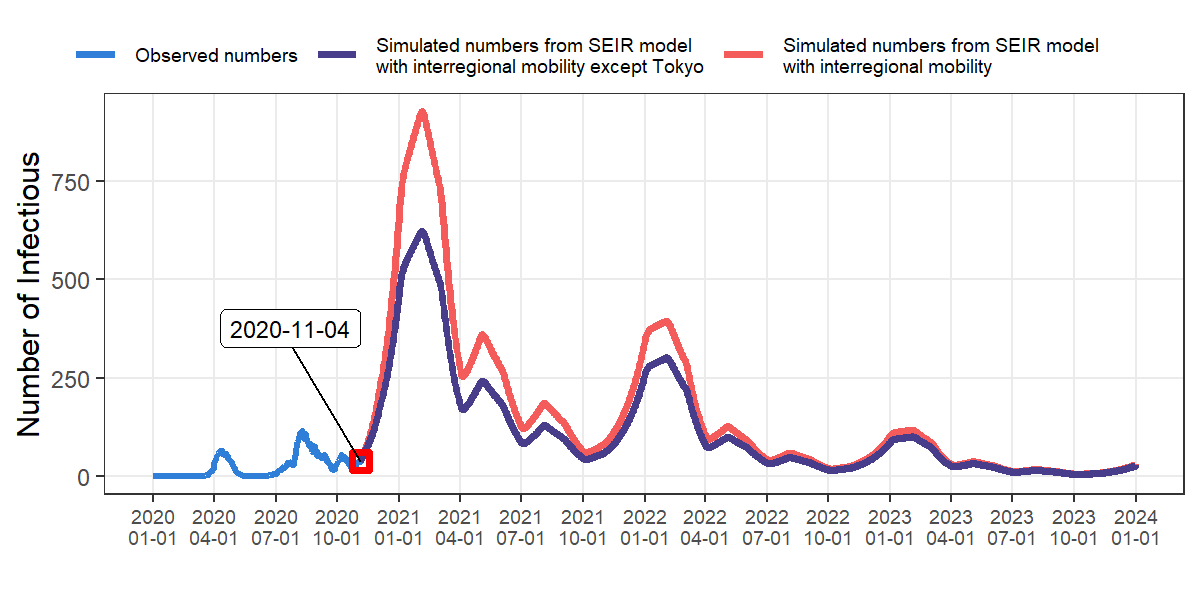 Observed numbers
Simulated numbers from SEIR model
with interregional mobility except Tokyo
Simulated numbers from SEIR model
with interregional mobility
Number of Infectious
750
500
250
0
2020-11-04
2020 2020 2020 2020 2021 2021 2021 2021 2022 2022 2022 2022 2023 2023 2023 2023 2024
01-01 04-01 07-01 10-01 01-01 04-01 07-01 10-01 01-01 04-01 07-01 10-01 01-01 04-01 07-01 10-01 01-01